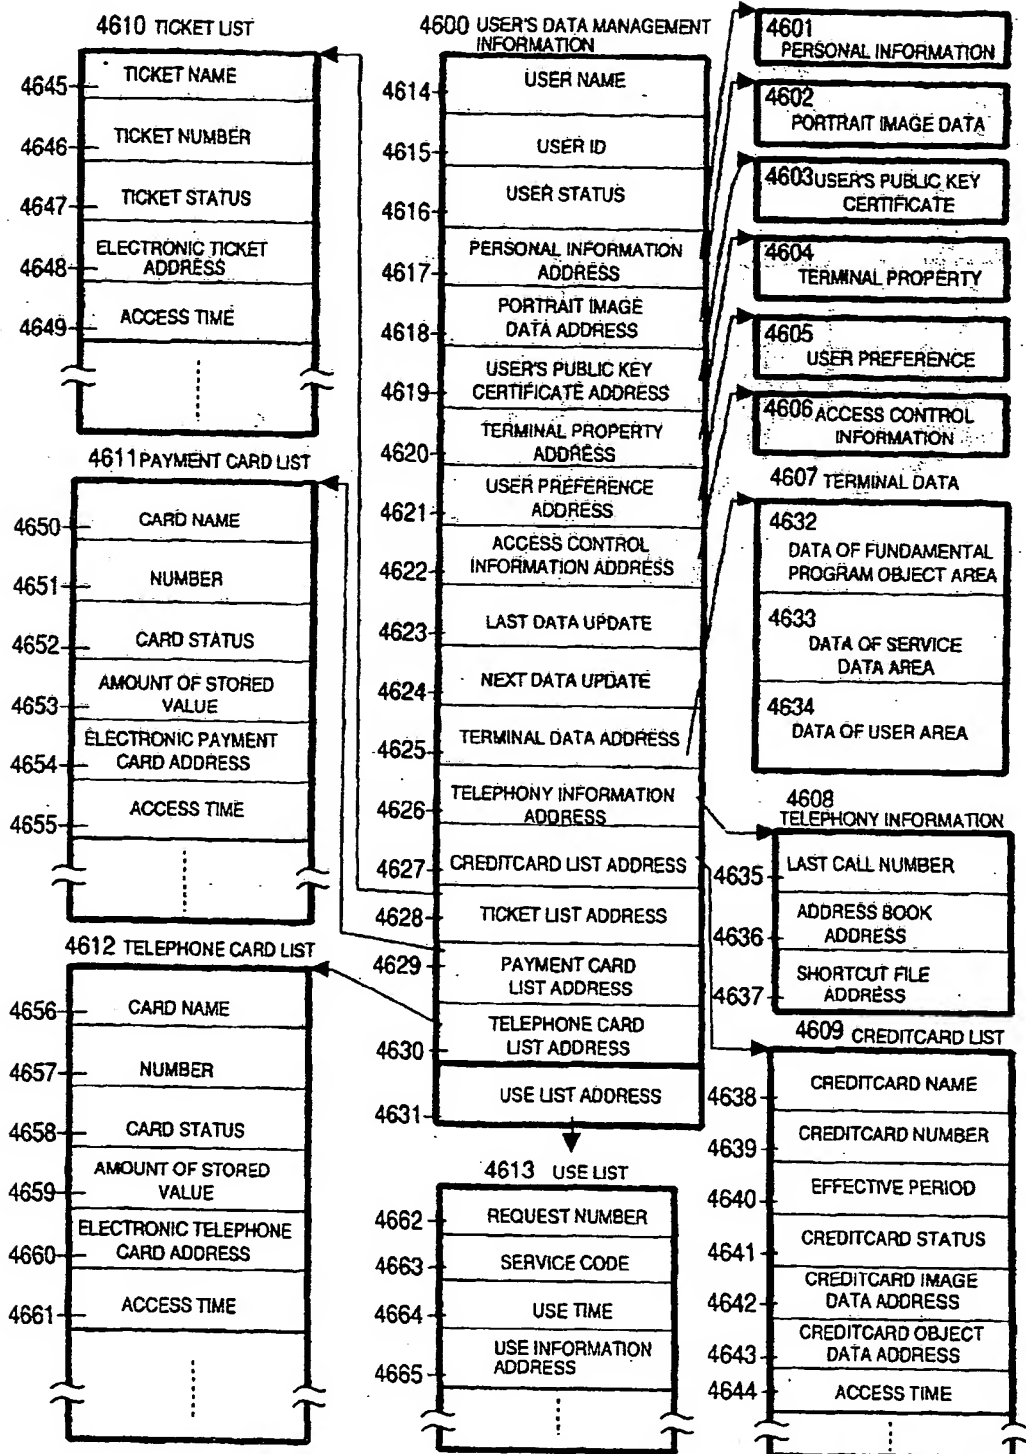 4610 TICKET LIST
4645 TICKET NAME
4646 TICKET NUMBER
4647 TICKET STATUS
4648 ELECTRONIC TICKET
ADDRESS
4649 ACCESS TIME
4611 PAYMENT CARD LIST
4650 CARD NAME
4651 NUMBER
4652 CARD STATUS
4653 AMOUNT OF STORED
VALUE
4654 ELECTRONIC PAYMENT
CARD ADDRESS
4655 ACCESS TIME
4612 TELEPHONE CARD LIST
4656 CARD NAME
4657 NUMBER
4658 CARD STATUS
4659 AMOUNT OF STORED
VALUE
4660 ELECTRONIC TELEPHONE
CARD ADDRESS
4661 ACCESS TIME
4600 USER'S DATA MANAGEMENT
INFORMATION
4614 USER NAME
4615 USER ID
4616 USER STATUS
4617 PERSONAL INFORMATION
ADDRESS
4618 PORTRAIT IMAGE
DATA ADDRESS
4619 USER'S PUBLIC KEY
CERTIFICATE ADDRESS
4620 TERMINAL PROPERTY
ADDRESS
4621 USER PREFERENCE
ADDRESS
4622 ACCESS CONTROL
INFORMATION ADDRESS
4623 LAST DATA UPDATE
4624 NEXT DATA UPDATE
4625 TERMINAL DATA ADDRESS
4626 TELEPHONY INFORMATION
ADDRESS
4627 CREDITCARD LIST ADDRESS
4628 TICKET LIST ADDRESS
4629 PAYMENT CARD
LIST ADDRESS
4630 TELEPHONE CARD
LIST ADDRESS
4631 USE LIST ADDRESS
4613 USE LIST
4662 REQUEST NUMBER
4663 SERVICE CODE
4664 USE TIME
4665 USE INFORMATION
ADDRESS
4601
PERSONAL INFORMATION
4602
PORTRAIT IMAGE DATA
4603 USER'S PUBLIC KEY
CERTIFICATE
4604
TERMINAL PROPERTY
4605
USER PREFERENCE
4606 ACCESS CONTROL
INFORMATION
4607 TERMINAL DATA
4632
DATA OF FUNDAMENTAL
PROGRAM OBJECT AREA
4633
DATA OF SERVICE
DATA AREA
4634
DATA OF USER AREA
4608
TELEPHONY INFORMATION
4635 LAST CALL NUMBER
4636 ADDRESS BOOK
ADDRESS
4637 SHORTCUT FILE
ADDRESS
4609 CREDITCARD LIST
4638 CREDITCARD NAME
4639 CREDITCARD NUMBER
4640 EFFECTIVE PERIOD
4641 CREDITCARD STATUS
4642 CREDITCARD IMAGE
DATA ADDRESS
4643 CREDITCARD OBJECT
DATA ADDRESS
4644 ACCESS TIME